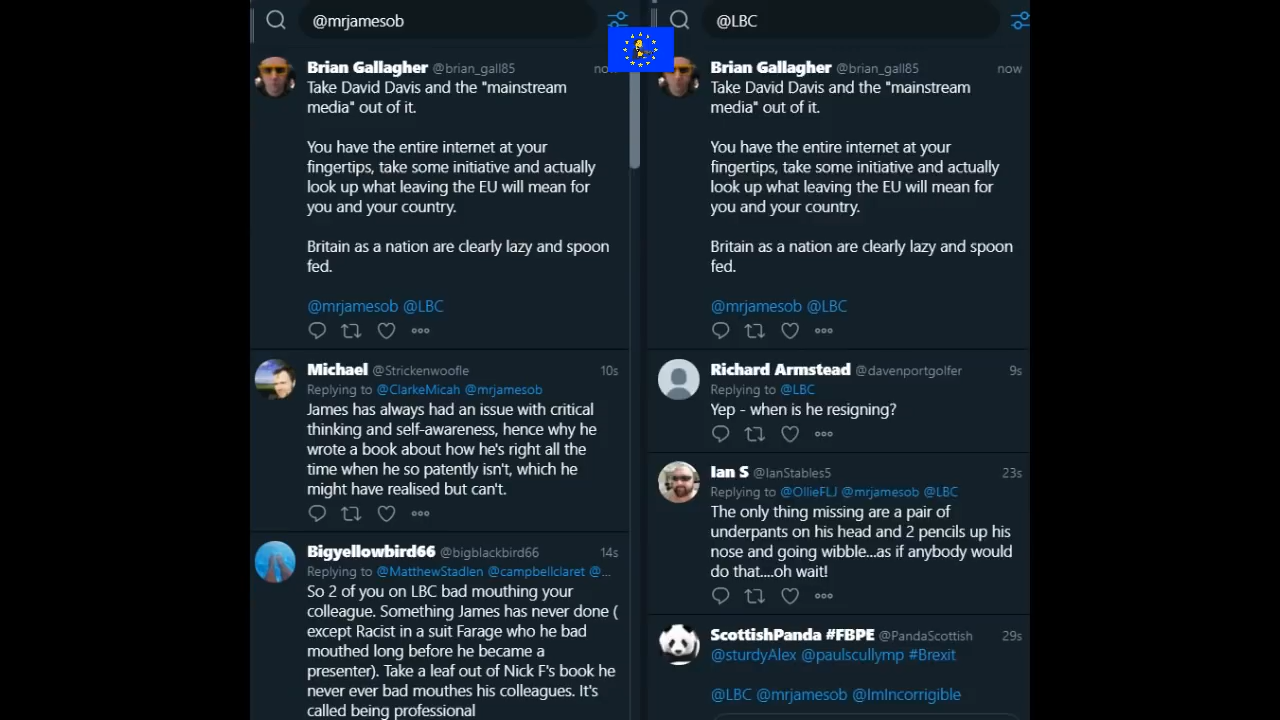 @mrjamesob
Brian Gallagher @brian_gall85
Take David Davis and the "mainstream
media" out of it.
You have the entire internet at your
fingertips, take some initiative and actually
look up what leaving the EU will mean for
you and your country.
Britain as a nation are clearly lazy and spoon
fed.
@mrjamesob @LBC
Michael @Strickenwoofle 10s
Replying to @ClarkeMicah @mrjamesob
James has always had an issue with critical
thinking and self-awareness, hence why he
wrote a book about how he's right all the
time when he so patently isn't, which he
might have realised but can't.
Bigyellowbird66 @bigblackbird66 14s
Replying to @MatthewStadlen @campbellclaret @...
So 2 of you on LBC bad mouthing your
colleague. Something James has never done (
except Racist in a suit Farage who he bad
mouthed long before he became a
presenter). Take a leaf out of Nick F's book he
never ever bad mouthes his colleagues. It's
called being professional
@LBC
Brian Gallagher @brian_gall85 now
Take David Davis and the "mainstream
media" out of it.
You have the entire internet at your
fingertips, take some initiative and actually
look up what leaving the EU will mean for
you and your country.
Britain as a nation are clearly lazy and spoon
fed.
@mrjamesob @LBC
Richard Armstead @davenportgolfer 9s
Replying to @LBC
Yep - when is he resigning?
Ian S @IanStables5 23s
Replying to @OllieFLJ @mrjamesob @LBC
The only thing missing are a pair of
underpants on his head and 2 pencils up his
nose and going wibble...as if anybody would
do that....oh wait!
ScottishPanda #FBPE @PandaScottish 29s
@sturdyAlex @paulscullymp #Brexit
@LBC @mrjamesob @ImIncorrigible